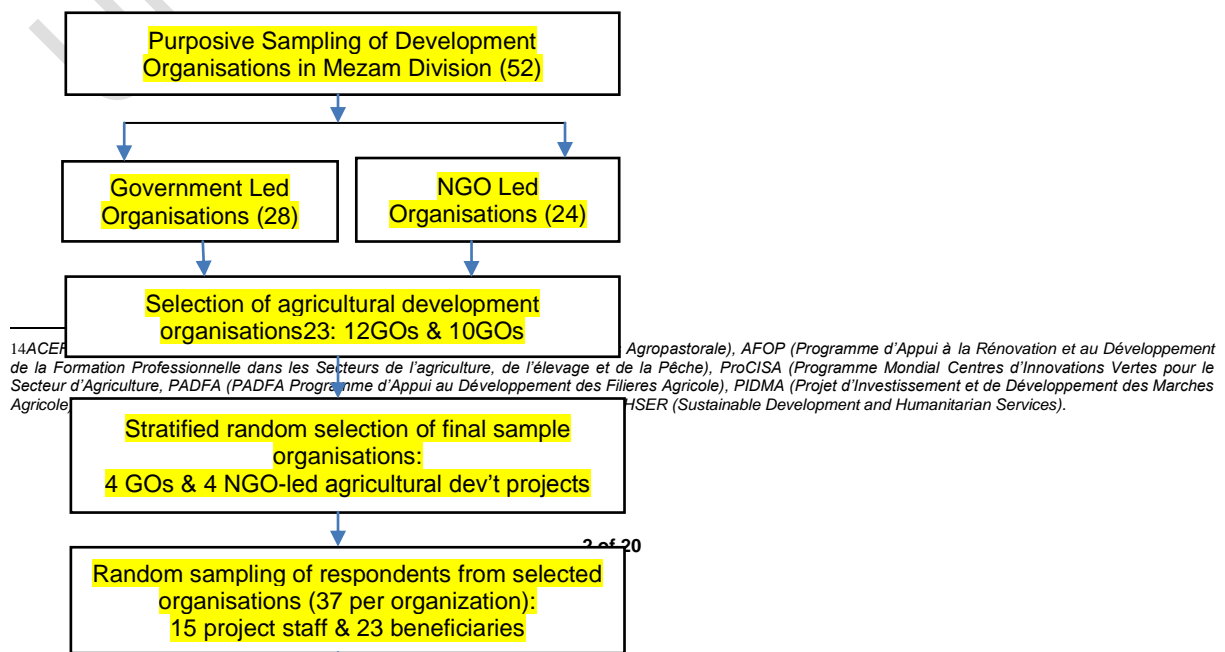 Purposive Sampling of Development
Organisations in Mezam Division (52)
Government Led
Organisations (28)
NGO Led
Organisations (24)
Selection of agricultural development
organisations23: 12GOs & 10GOs
14ACEF Agropastorale), AFOP (Programme d'Appui à la Rénovation et au Développement
de la Formation Professionnelle dans les Secteurs de l'agriculture, de l'élevage et de la Pêche), ProCISA (Programme Mondial Centres d'Innovations Vertes pour le
Secteur d'Agriculture, PADFA (PADFA Programme d'Appui au Développement des Filieres Agricole), PIDMA (Projet d'Investissement et de Développement des Marches
Agricole) HSER (Sustainable Development and Humanitarian Services).
Stratified random selection of final sample
organisations:
4 GOs & 4 NGO-led agricultural dev't projects
2 of 20
Random sampling of respondents from selected
organisations (37 per organization):
15 project staff & 23 beneficiaries